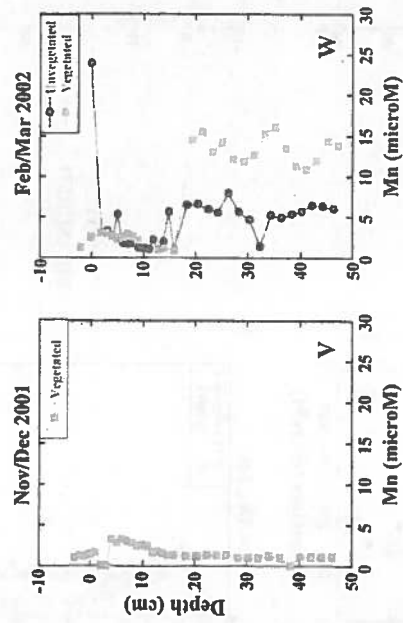 Nov/Dec 2001
Vegetated
-10
0
10
20
30
40
50
0
5
10
15
20
25
30
Depth (cm)
Mn (microM)
V
Feb/Mar 2002
Unvegetated
Vegetated
-10
0
10
20
30
40
50
0
5
10
15
20
25
30
Mn (microM)
W